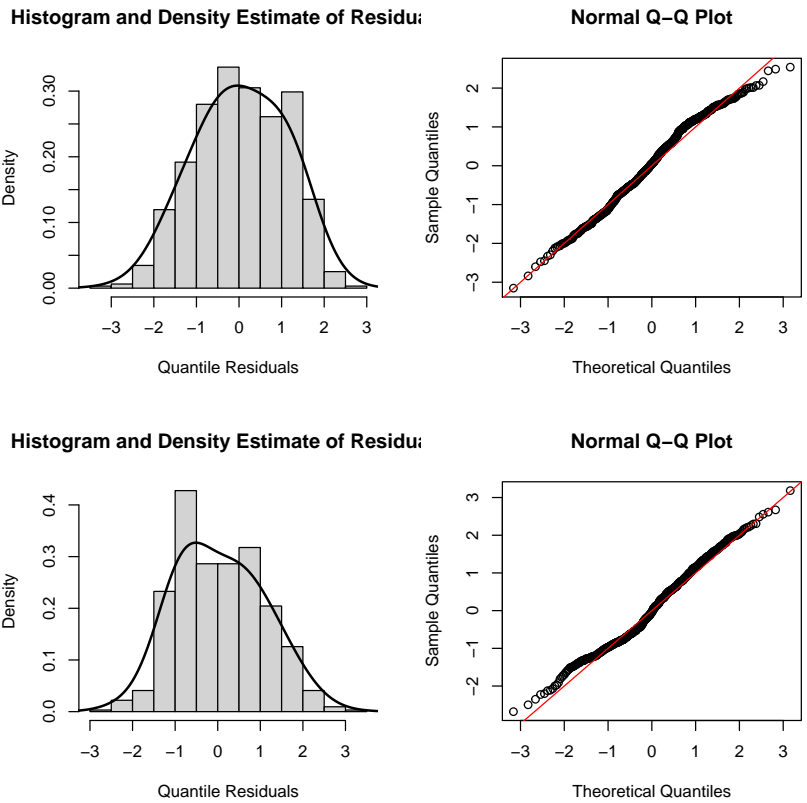 Histogram and Density Estimate of Residua
Normal Q−Q Plot
Density
0.00 0.10 0.20 0.30
−3 −2 −1 0 1 2 3
Quantile Residuals
Sample Quantiles
−3 −2 −1 0 1 2
−3 −2 −1 0 1 2 3
Theoretical Quantiles
Histogram and Density Estimate of Residua
Normal Q−Q Plot
Density
0.0 0.1 0.2 0.3 0.4
−3 −2 −1 0 1 2 3
Quantile Residuals
Sample Quantiles
−2 −1 0 1 2 3
−3 −2 −1 0 1 2 3
Theoretical Quantiles